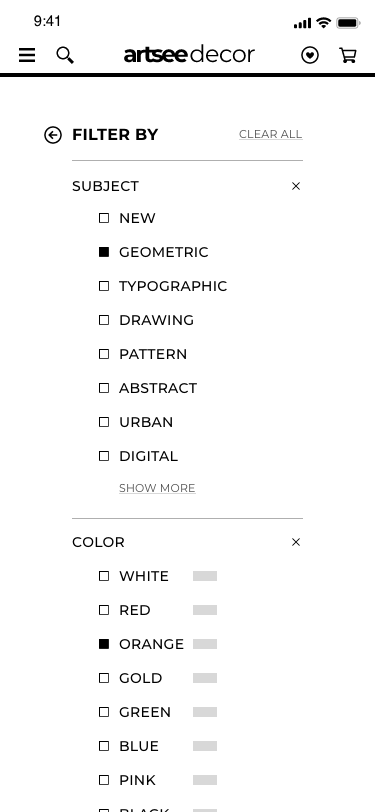 9:41
artsee decor
FILTER BY CLEAR ALL
SUBJECT
NEW
GEOMETRIC
TYPOGRAPHIC
DRAWING
PATTERN
ABSTRACT
URBAN
DIGITAL
SHOW MORE
COLOR
WHITE
RED
ORANGE
GOLD
GREEN
BLUE
PINK
BLACK